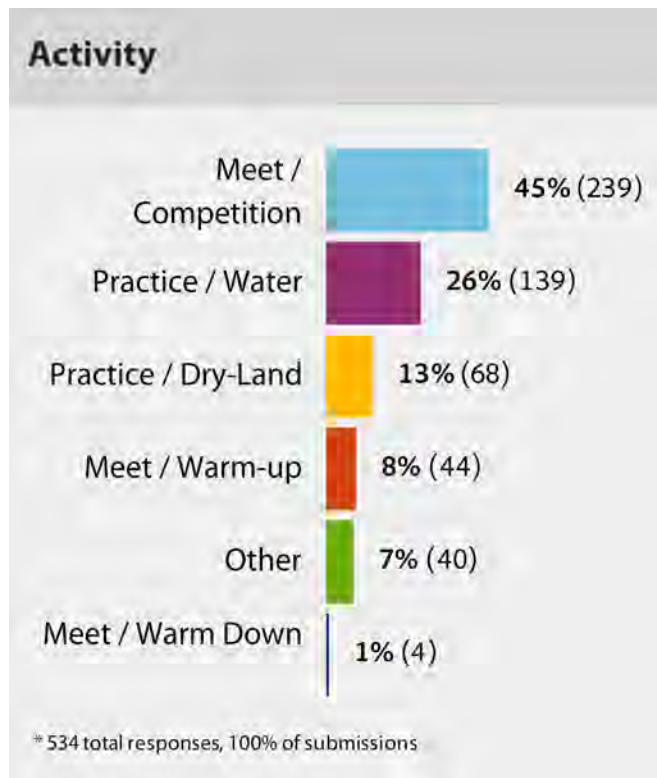 Activity
Meet /
Competition
45% (239)
Practice / Water
26% (139)
Practice / Dry-Land
13% (68)
Meet / Warm-up
8% (44)
Other
7% (40)
Meet / Warm Down
1% (4)
* 534 total responses, 100% of submissions